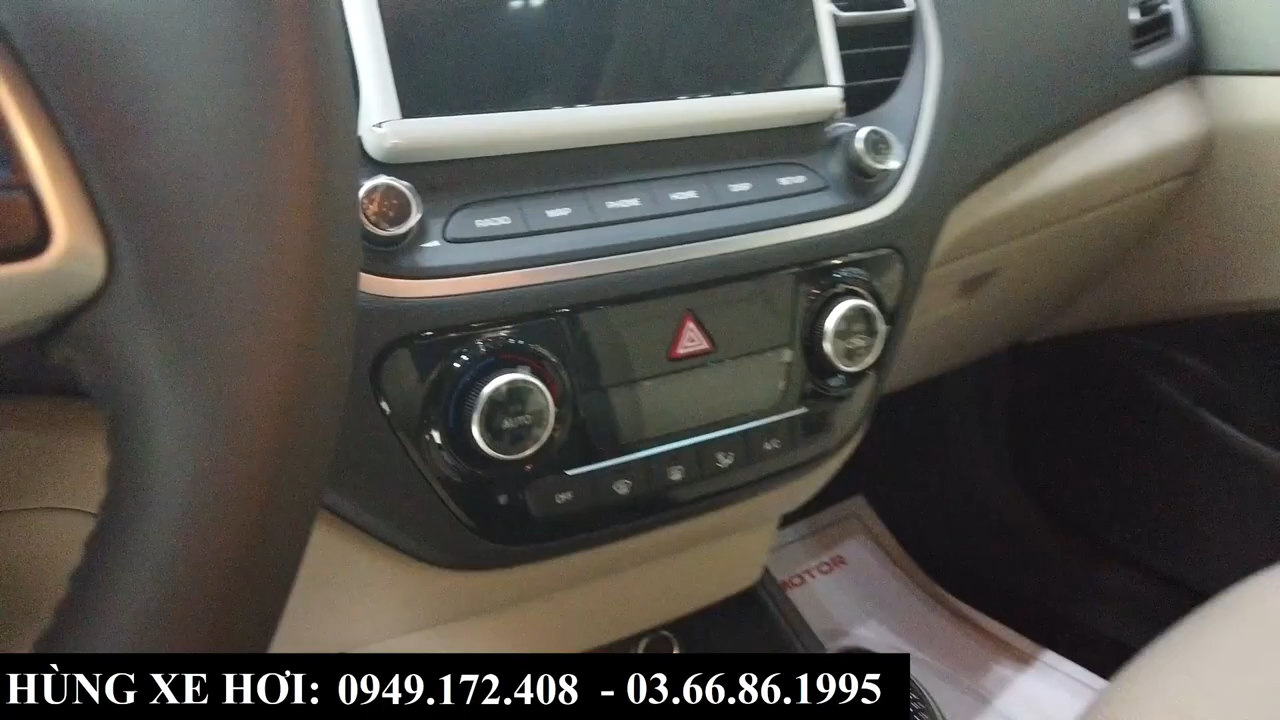 RADIO MAP PHONE HOME DISP SETUP
AUTO
OFF A/C
MOTOR
HÙNG XE HƠI: 0949.172.408 - 03.66.86.1995